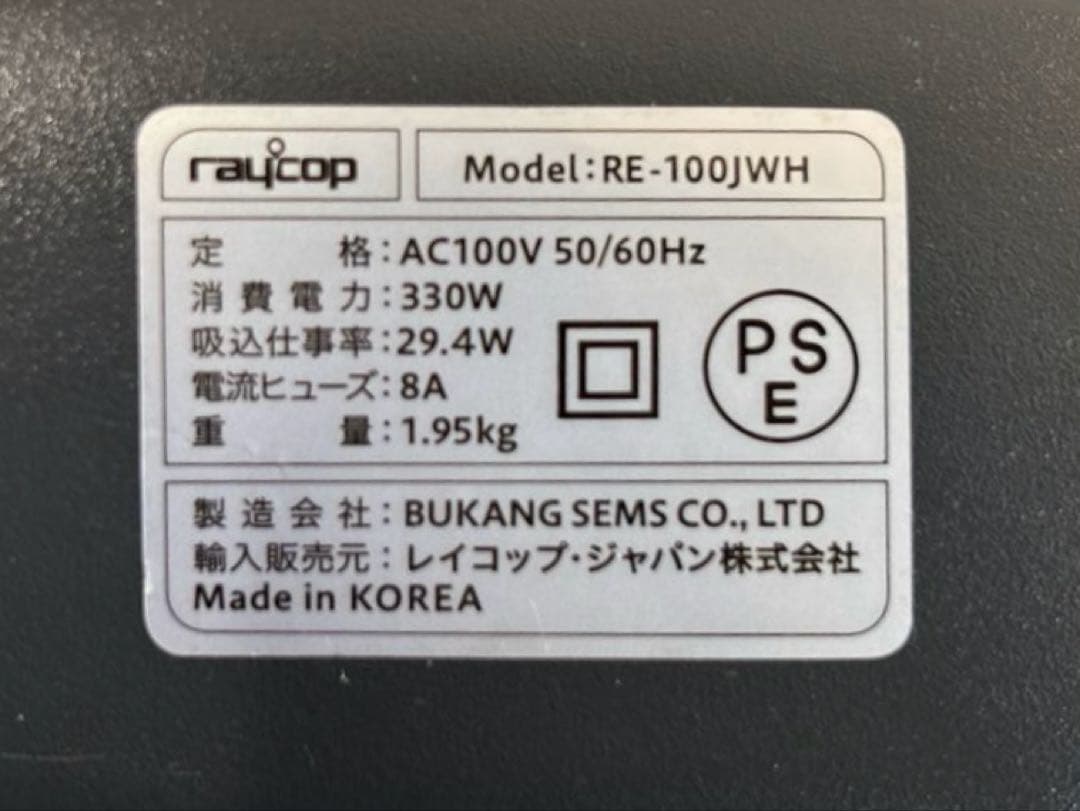 raycop
Model:RE-100JWH
定格:AC100V 50/60Hz
消費電力:330W
吸込仕事率:29.4W
電流ヒューズ:8A
重量:1.95kg
PS
E
製造会社:BUKANG SEMS CO., LTD
輸入販売元:レイコップ・ジャパン株式会社
Made in KOREA